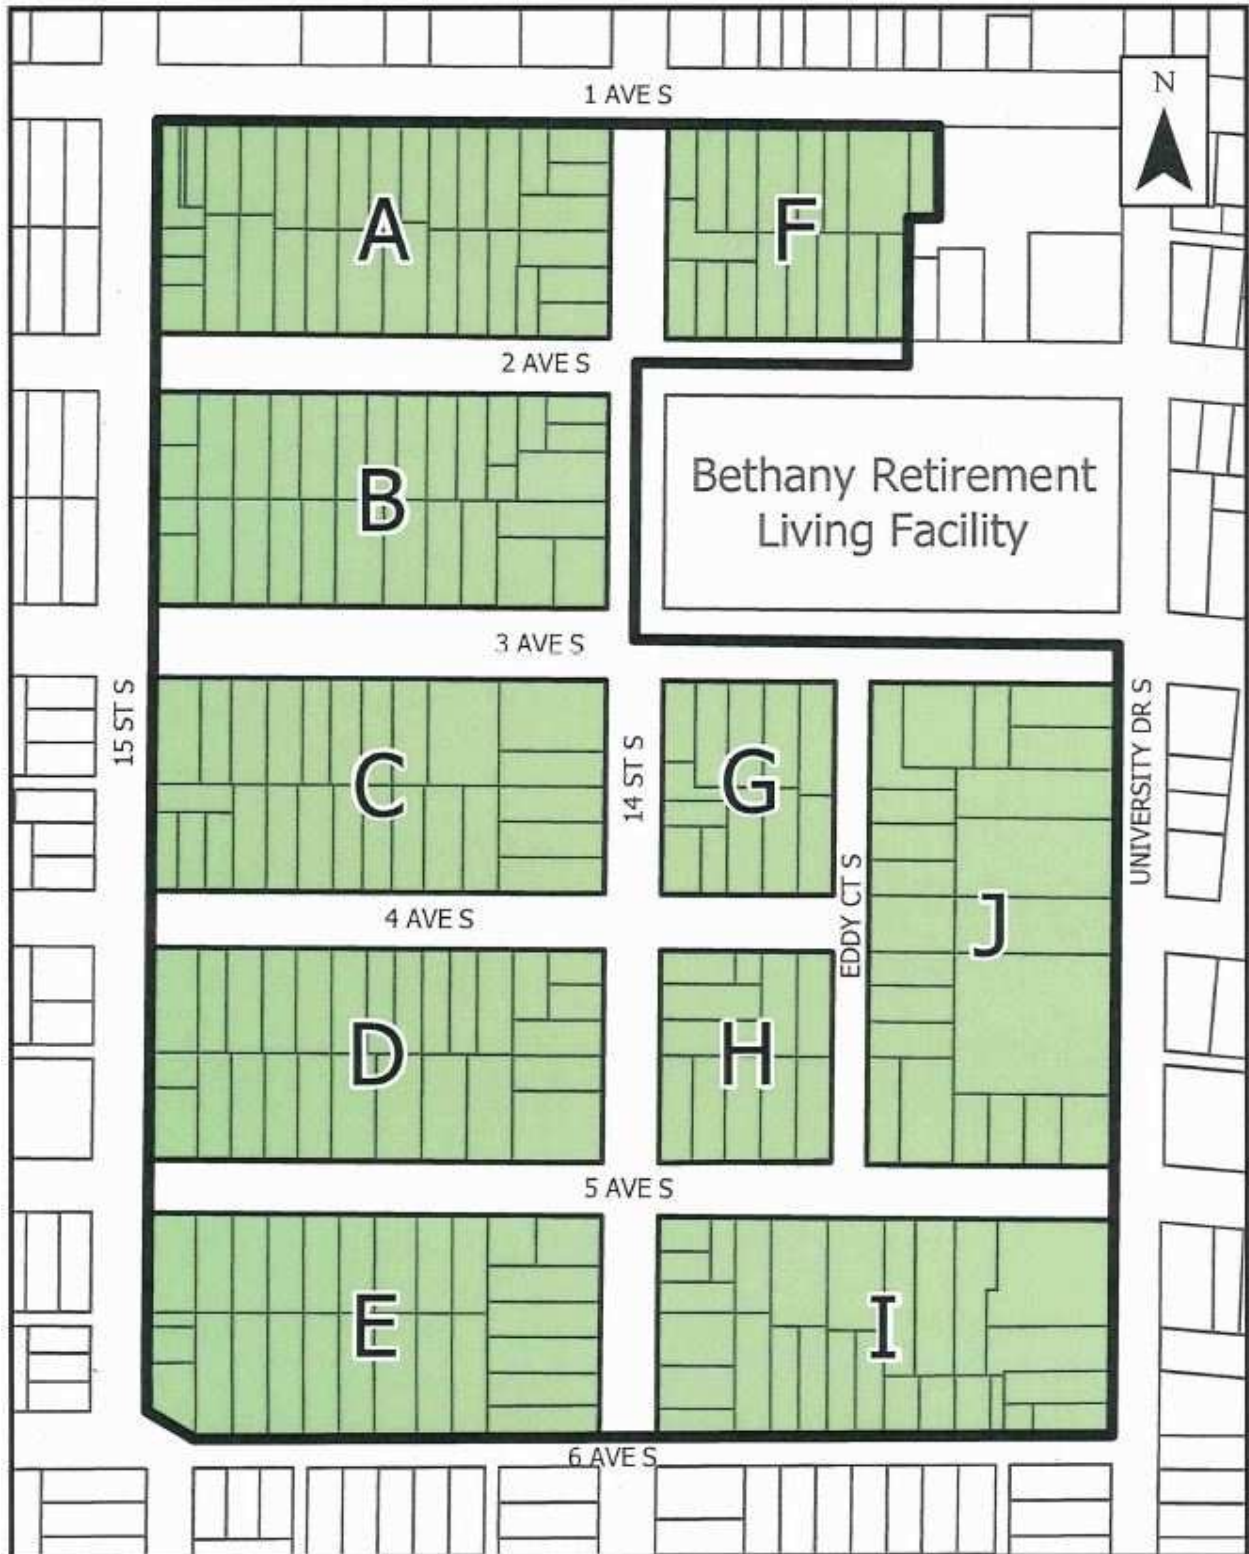 1 AVE S
N
A
F
2 AVE S
B
Bethany Retirement
Living Facility
3 AVE S
15 ST S
C
14 ST S
G
UNIVERSITY DR S
EDDY CT S
J
4 AVE S
D
H
5 AVE S
E
I
6 AVE S